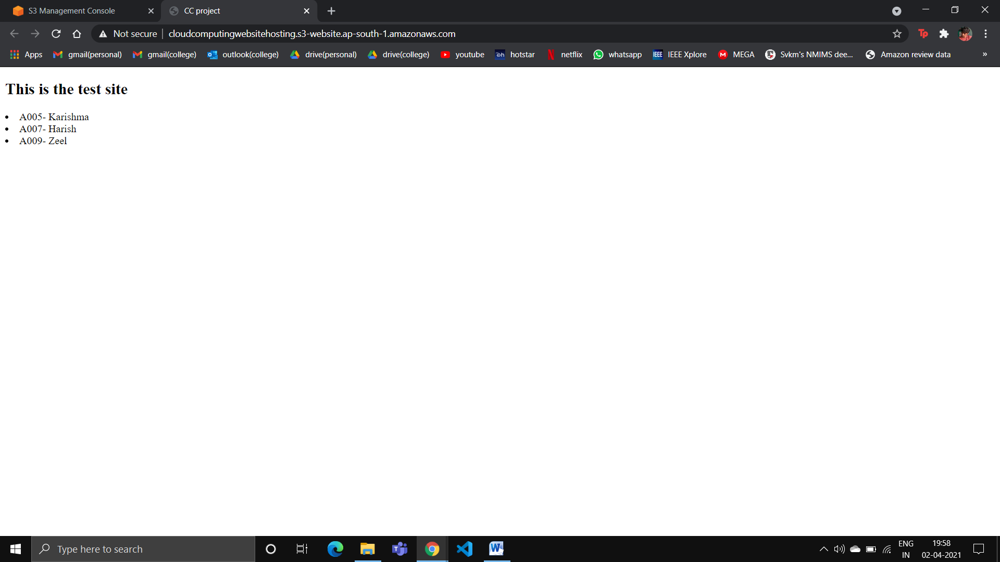 S3 Management Console
CC project
Not secure cloudcomputingwebsitehosting.s3-website.ap-south-1.amazonaws.com
Tp
Apps gmail(personal) gmail(college) outlook(college) drive(personal) drive(college) youtube hotstar netflix whatsapp IEEE IEEE Xplore M MEGA Svkm's NMIMS dee... Amazon review data »
This is the test site
• A005- Karishma
• A007- Harish
• A009- Zeel
Type here to search
ENG
IN
19:58
02-04-2021